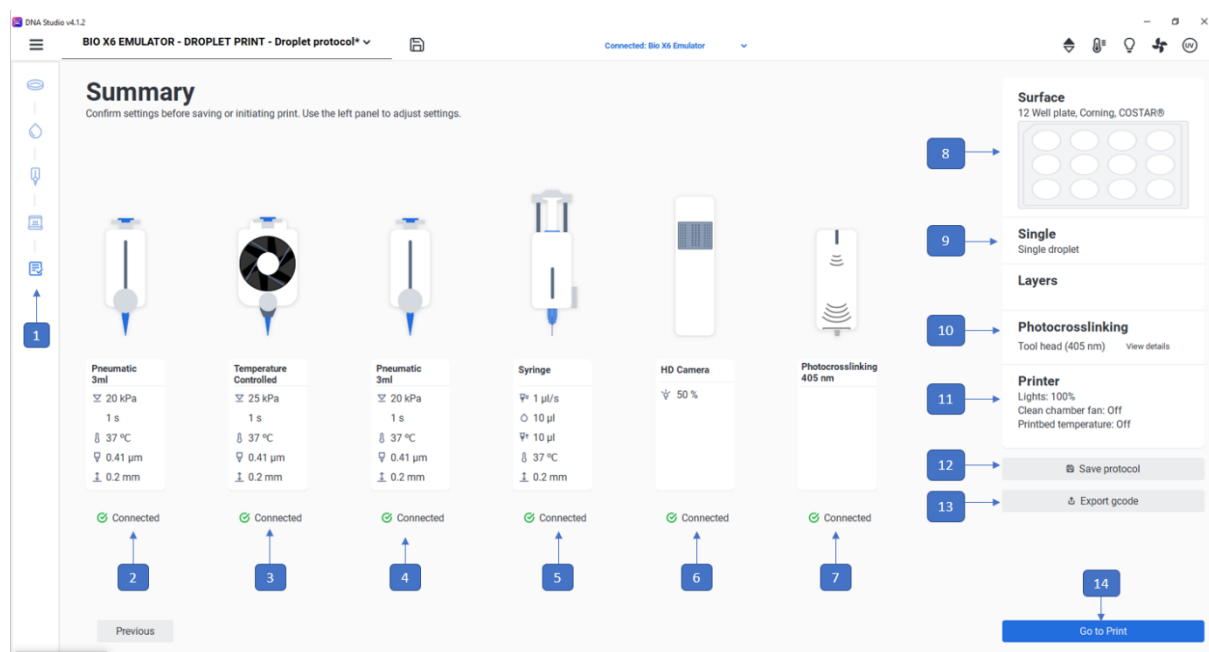 DNA Studio v4.1.2
BIO X6 EMULATOR - DROPLET PRINT - Droplet protocol*
Connected: Bio X6 Emulator
UV
Summary
Confirm settings before saving or initiating print. Use the left panel to adjust settings.
1
Pneumatic
3ml
20 kPa
1 s
37 ºC
0.41 µm
0.2 mm
Connected
2
Temperature
Controlled
25 kPa
1 s
37 ºC
0.41 µm
0.2 mm
Connected
3
Pneumatic
3ml
20 kPa
1 s
37 ºC
0.41 µm
0.2 mm
Connected
4
Syringe
1 µl/s
10 µl
10 µl
37 ºC
0.2 mm
Connected
5
HD Camera
50 %
Connected
6
Photocrosslinking
405 nm
Connected
7
Surface
12 Well plate, Corning, COSTAR®
8
Single
Single droplet
9
Layers
Photocrosslinking
Tool head (405 nm) View details
10
Printer
Lights: 100%
Clean chamber fan: Off
Printbed temperature: Off
11
12
Save protocol
13
Export gcode
14
Previous
Go to Print